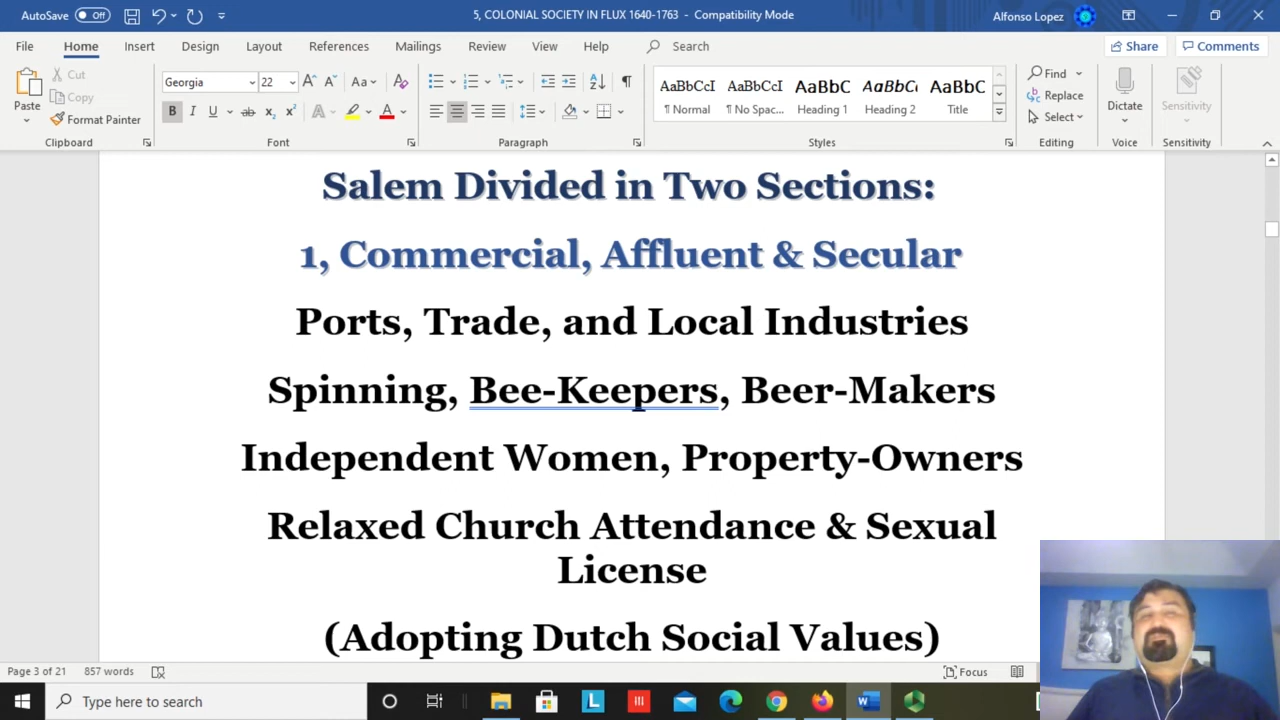 AutoSave Off
5, COLONIAL SOCIETY IN FLUX 1640-1763 - Compatibility Mode
Alfonso Lopez
File Home Insert Design Layout References Mailings Review View Help Search
Share Comments
Paste
Cut
Copy
Format Painter
Clipboard
Georgia 22
Font
Paragraph
AaBbCcI AaBbCcI AaBbC AaBbC AaBbC
¶ Normal ¶ No Spac... Heading 1 Heading 2 Title
Styles
Find
Replace
Select
Editing
Dictate
Voice
Sensitivity
Sensitivity
Salem Divided in Two Sections:
1, Commercial, Affluent & Secular
Ports, Trade, and Local Industries
Spinning, Bee-Keepers, Beer-Makers
Independent Women, Property-Owners
Relaxed Church Attendance & Sexual
License
(Adopting Dutch Social Values)
Page 3 of 21 857 words
Focus
Type here to search